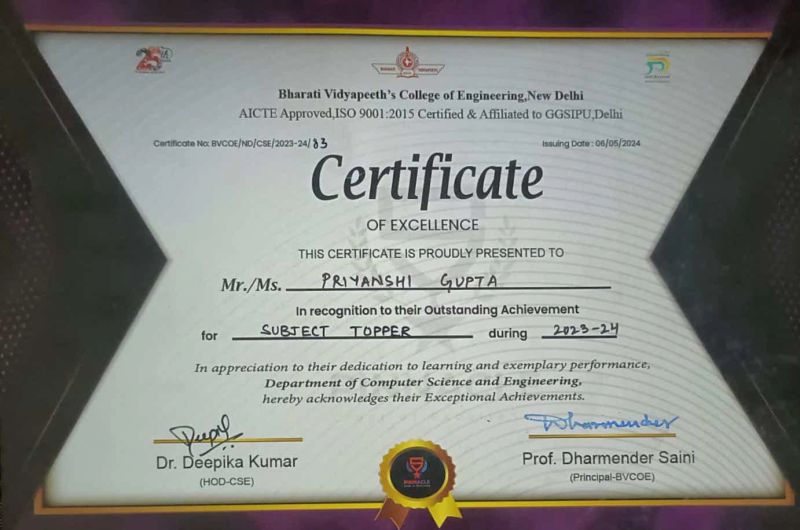 Bharati Vidyapeeth's College of Engineering,New Delhi
AICTE Approved,ISO 9001:2015 Certified & Affiliated to GGSIPU,Delhi
Certificate No: BVCOE/ND/CSE/2023-24/83
Issuing Date : 06/05/2024
Certificate
OF EXCELLENCE
THIS CERTIFICATE IS PROUDLY PRESENTED TO
Mr./Ms. PRIYANSHI GUPTA
In recognition to their Outstanding Achievement
for SUBJECT TOPPER during 2023-24
In appreciation to their dedication to learning and exemplary performance,
Department of Computer Science and Engineering,
hereby acknowledges their Exceptional Achievements.
Deepif
Dharmender
Dr. Deepika Kumar
Prof. Dharmender Saini
(HOD-CSE)
(Principal-BVCOE)
PINNACLE